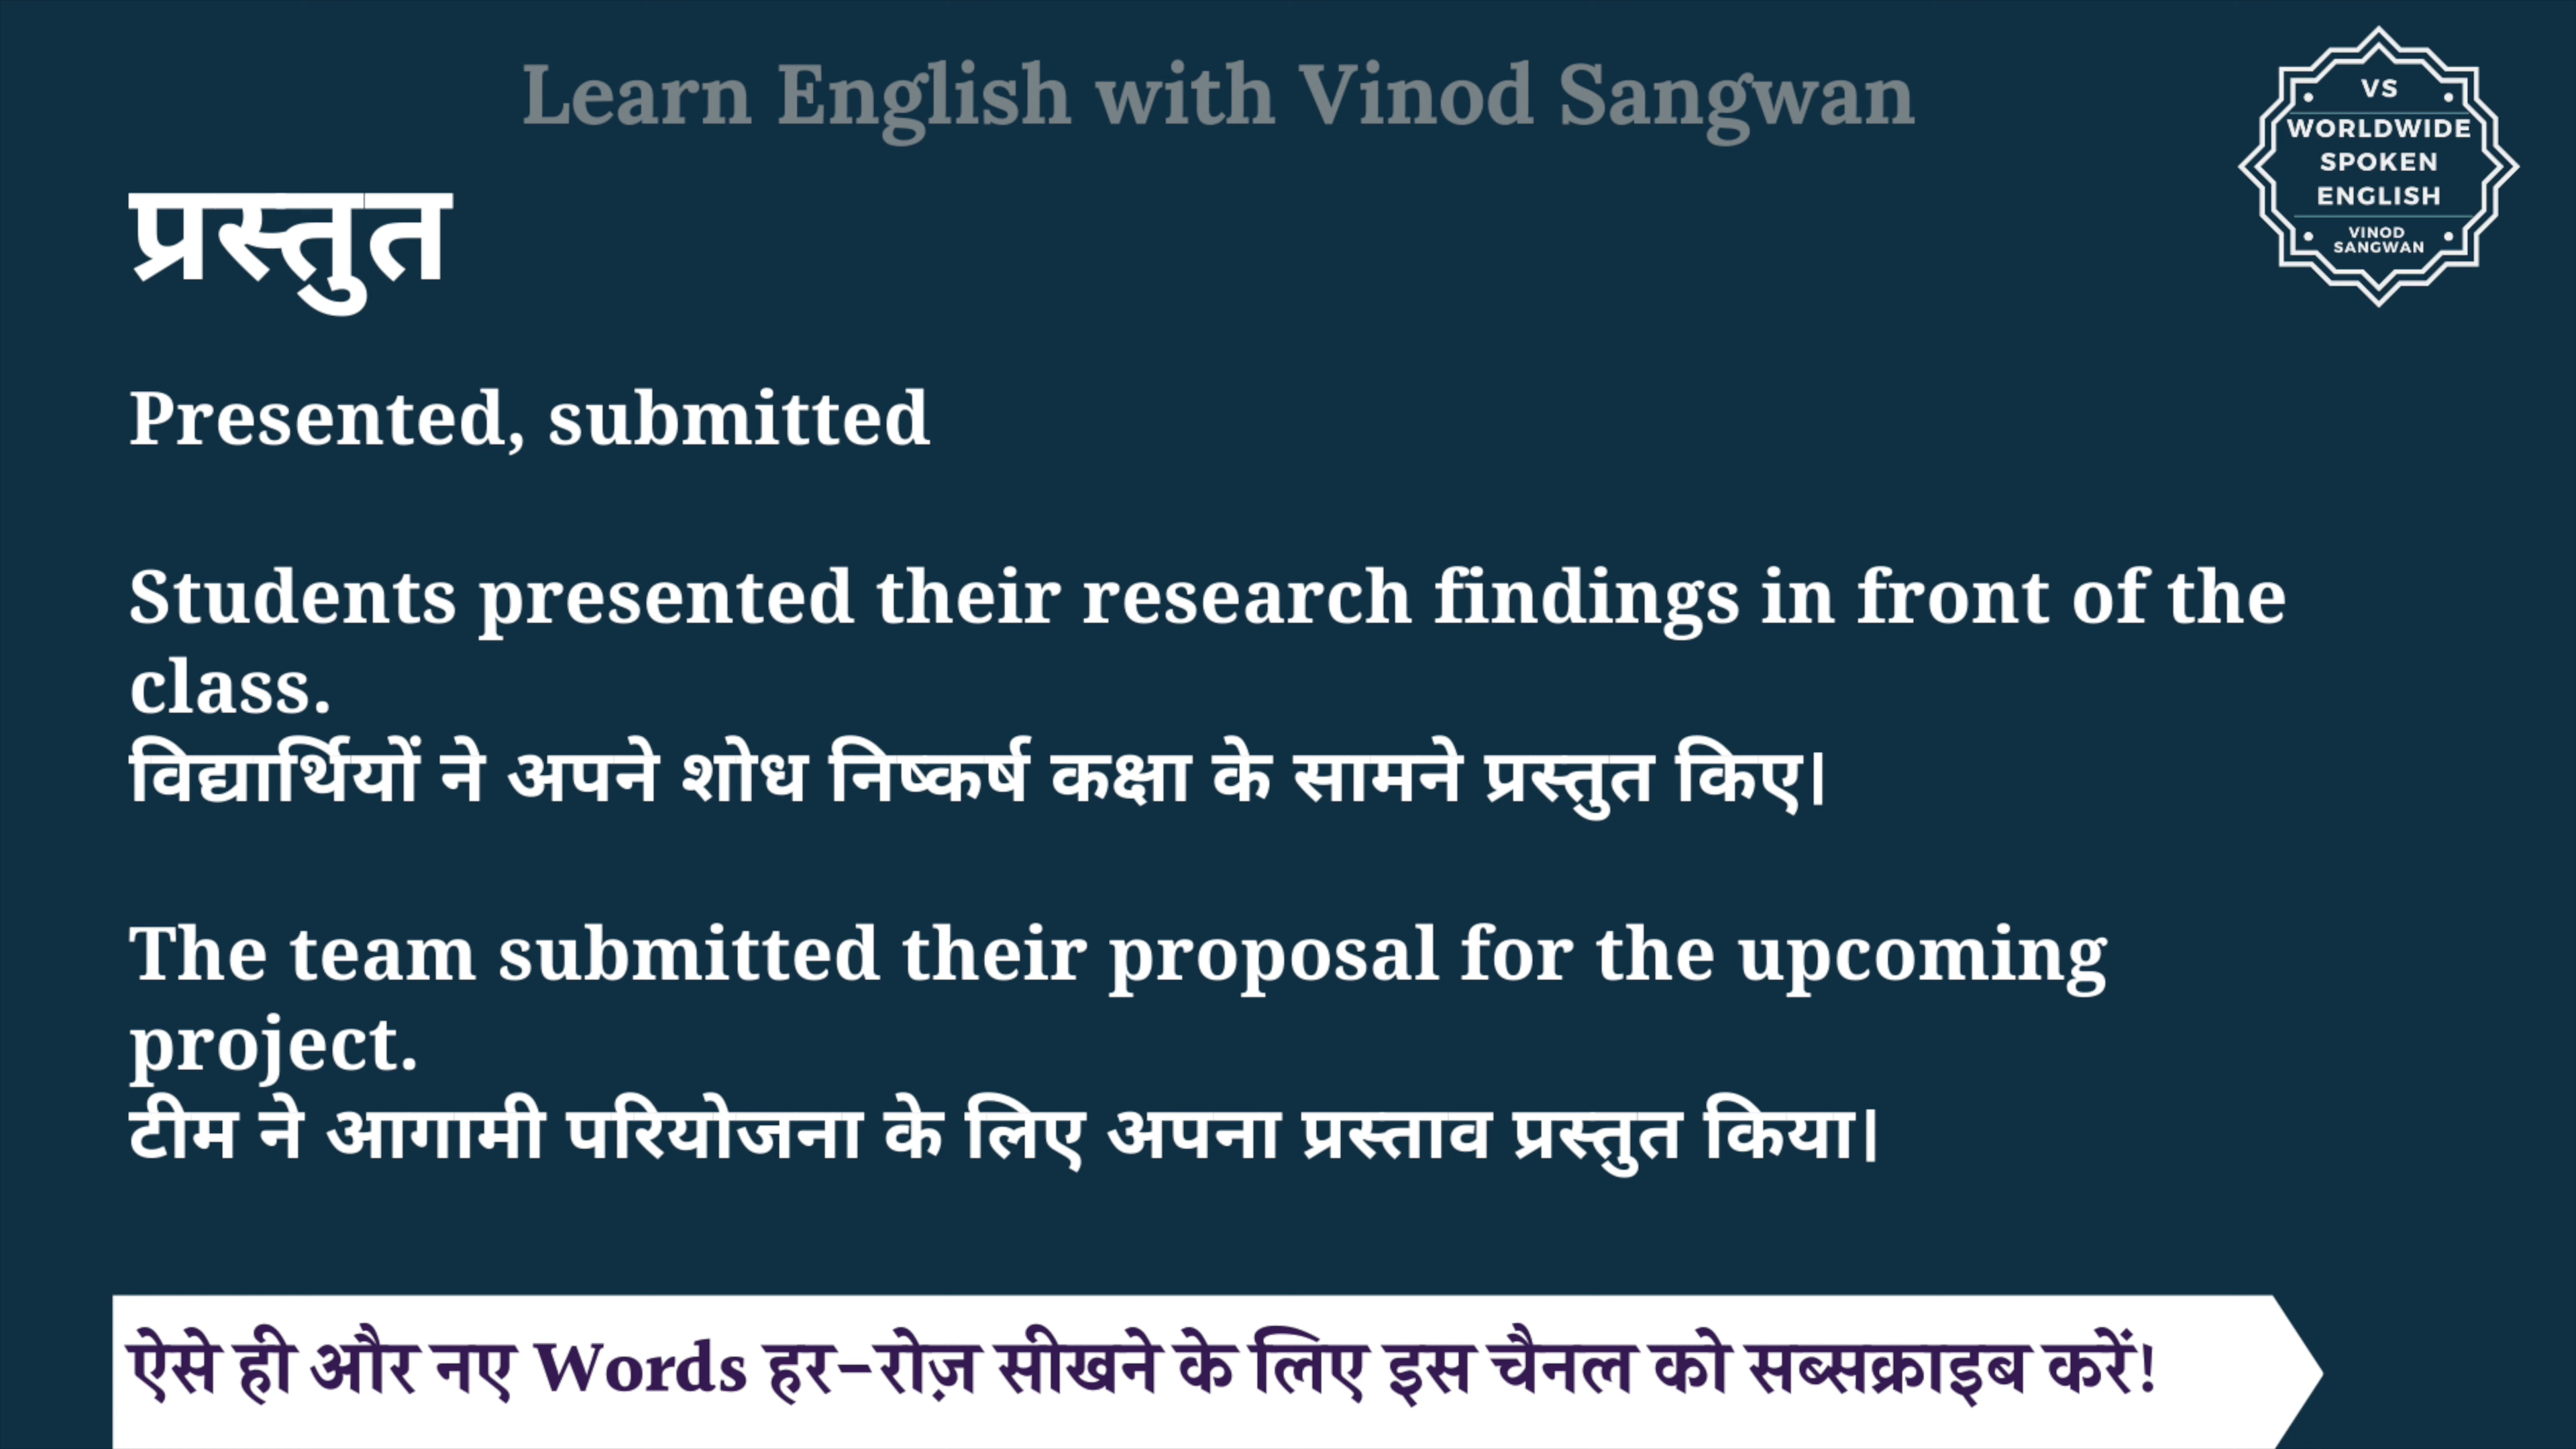 Learn English with Vinod Sangwan
VS
WORLDWIDE
SPOKEN
ENGLISH
VINOD
SANGWAN
प्रस्तुत
Presented, submitted
Students presented their research findings in front of the
class.
विद्यार्थियों ने अपने शोध निष्कर्ष कक्षा के सामने प्रस्तुत किए।
The team submitted their proposal for the upcoming
project.
टीम ने आगामी परियोजना के लिए अपना प्रस्ताव प्रस्तुत किया।
ऐसे ही और नए Words हर-रोज़ सीखने के लिए इस चैनल को सब्सक्राइब करें!